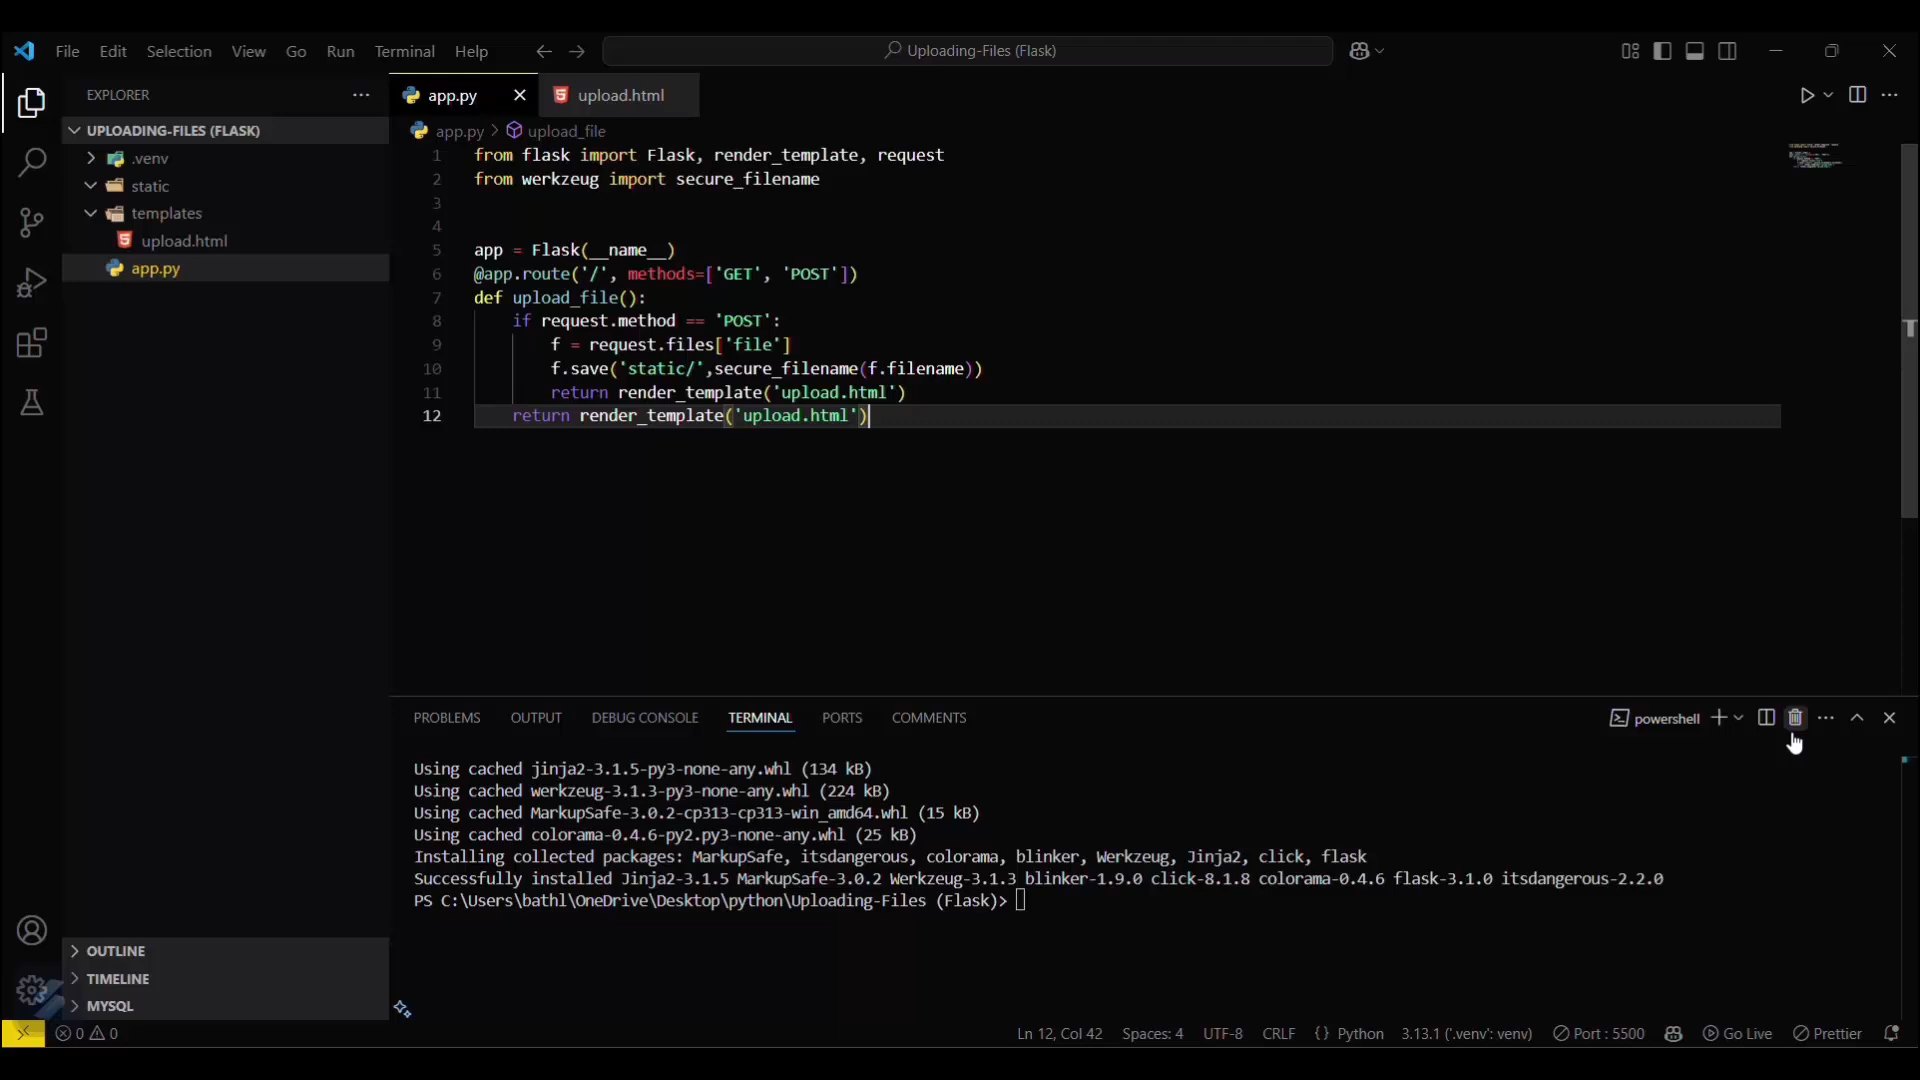 File Edit Selection View Go Run Terminal Help
Uploading-Files (Flask)
EXPLORER
UPLOADING-FILES (FLASK)
.venv
static
templates
upload.html
app.py
OUTLINE
TIMELINE
MYSQL
app.py
upload.html
app.py > upload_file
1 from flask import Flask, render_template, request
2 from werkzeug import secure_filename
3
4
5 app = Flask(__name__)
6 @app.route('/', methods=['GET', 'POST'])
7 def upload_file():
8 if request.method == 'POST':
9 f = request.files['file']
10 f.save('static/',secure_filename(f.filename))
11 return render_template('upload.html')
12 return render_template('upload.html')
PROBLEMS OUTPUT DEBUG CONSOLE TERMINAL PORTS COMMENTS
powershell
Using cached jinja2-3.1.5-py3-none-any.whl (134 kB)
Using cached werkzeug-3.1.3-py3-none-any.whl (224 kB)
Using cached MarkupSafe-3.0.2-cp313-cp313-win_amd64.whl (15 kB)
Using cached colorama-0.4.6-py2.py3-none-any.whl (25 kB)
Installing collected packages: MarkupSafe, itsdangerous, colorama, blinker, Werkzeug, Jinja2, click, flask
Successfully installed Jinja2-3.1.5 MarkupSafe-3.0.2 Werkzeug-3.1.3 blinker-1.9.0 click-8.1.8 colorama-0.4.6 flask-3.1.0 itsdangerous-2.2.0
PS C:\Users\bathl\OneDrive\Desktop\python\Uploading-Files (Flask)>
0 0 Ln 12, Col 42 Spaces: 4 UTF-8 CRLF {} Python 3.13.1 ('.venv': venv) Port : 5500 Go Live Prettier